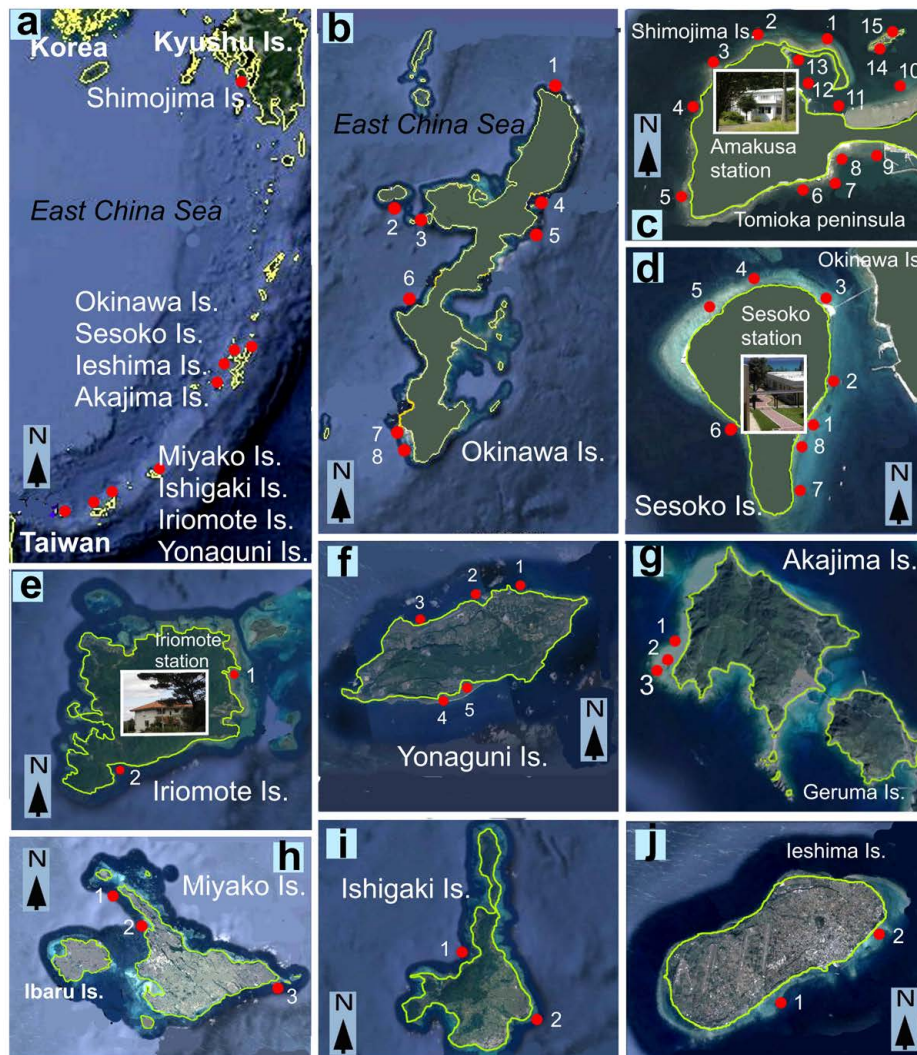 a
Korea
Kyushu Is.
Shimojima Is.
East China Sea
Okinawa Is.
Sesoko Is.
Ieshima Is.
Akajima Is.
Miyako Is.
Ishigaki Is.
Iriomote Is.
Yonaguni Is.
N
Taiwan
b
1
East China Sea
2
3
4
5
6
7
8
N
Okinawa Is.
Shimojima Is.
2
1
15
3
13
14
10
12
11
4
N
Amakusa
station
8
9
7
6
5
Tomioka peninsula
c
d
Okinawa Is.
4
3
5
Sesoko
station
2
1
6
8
7
N
Sesoko Is.
e
Iriomote
station
1
N
2
Iriomote Is.
f
1
2
3
5
4
N
Yonaguni Is.
g
Akajima Is.
1
2
3
N
Geruma Is.
h
N
Miyako Is.
1
2
Ibaru Is.
3
i
Ishigaki Is.
1
N
2
j
Ieshima Is.
2
1
N